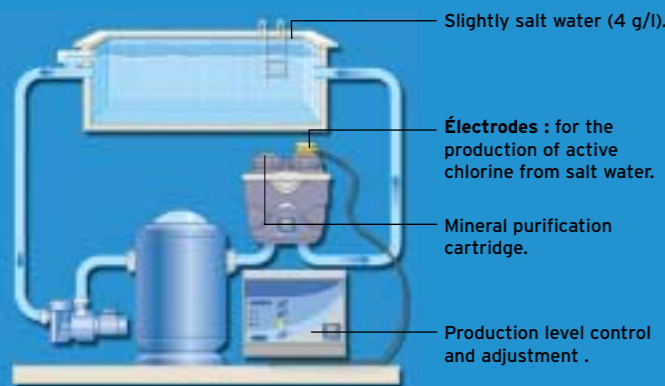 Slightly salt water (4 g/l).
Électrodes : for the
production of active
chlorine from salt water.
Mineral purification
cartridge.
Production level control
and adjustment .